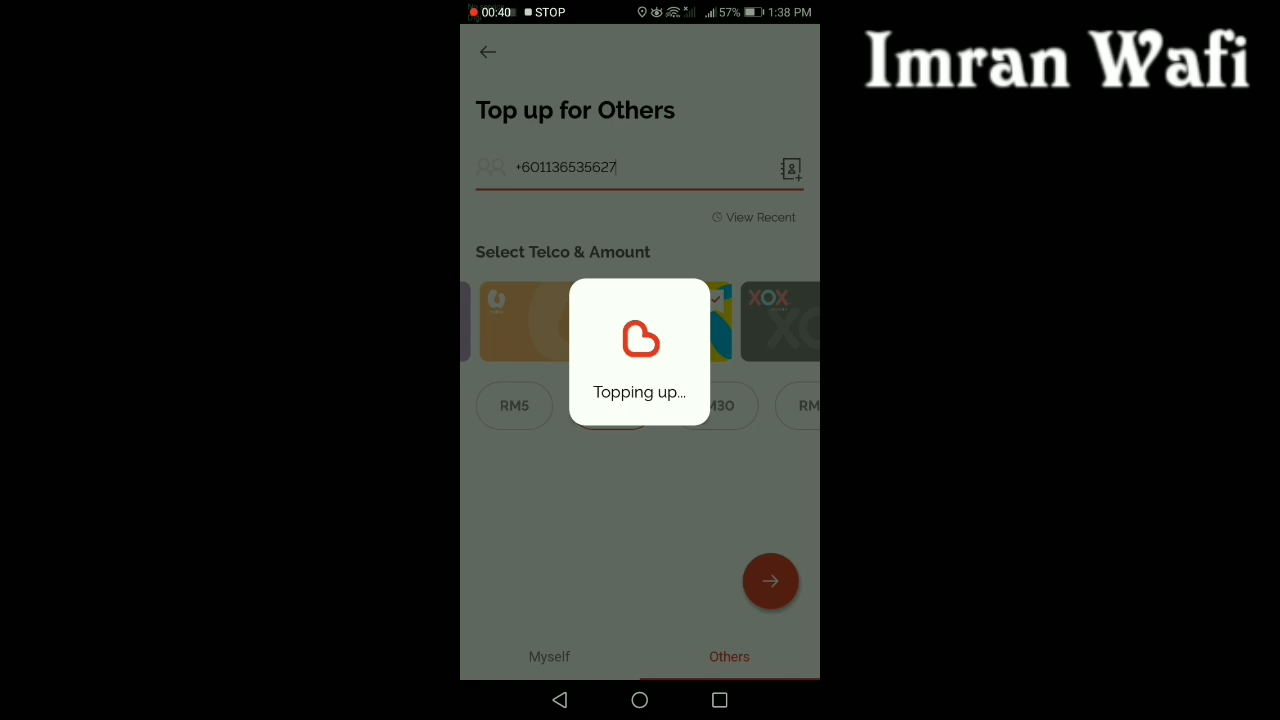 00:40 STOP 57% 1:38 PM
Imran Wafi
Top up for Others
+601136535627
View Recent
Select Telco & Amount
XOX
Topping up...
RM5
M30
RM
Myself
Others